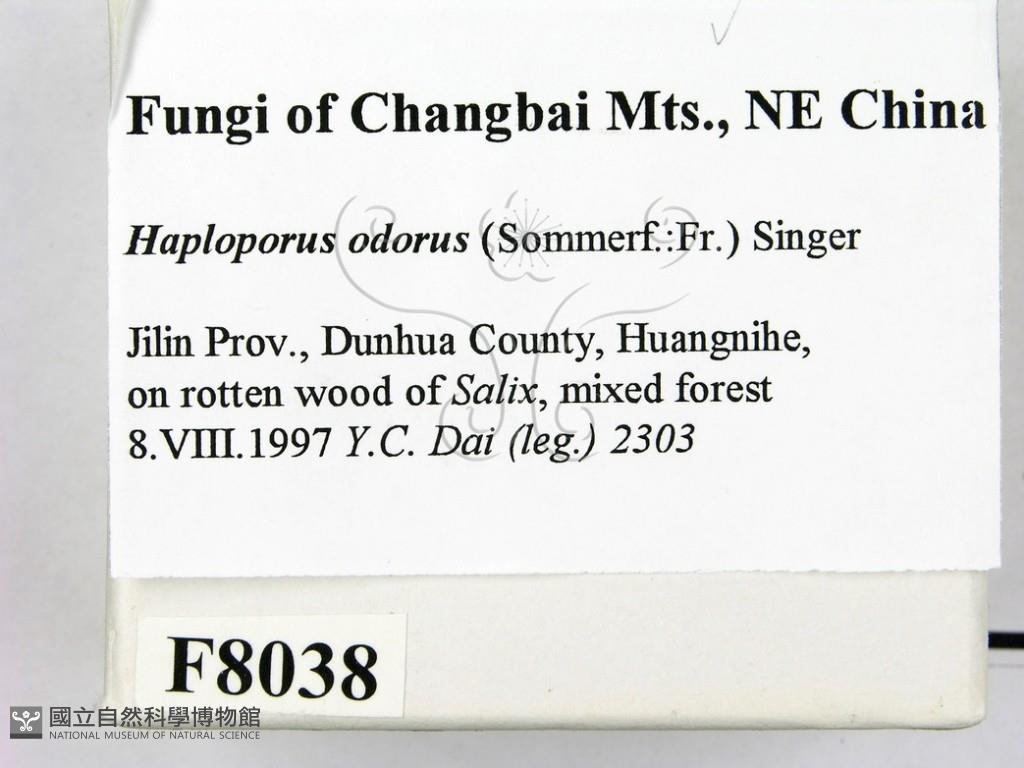 Fungi of Changbai Mts., NE China
Haploporus odorus (Sommerf.:Fr.) Singer
Jilin Prov., Dunhua County, Huangnihe,
on rotten wood of Salix, mixed forest
8.VIII.1997 Y.C. Dai (leg.) 2303
F8038
國立自然科學博物館
NATIONAL MUSEUM OF NATURAL SCIENCE